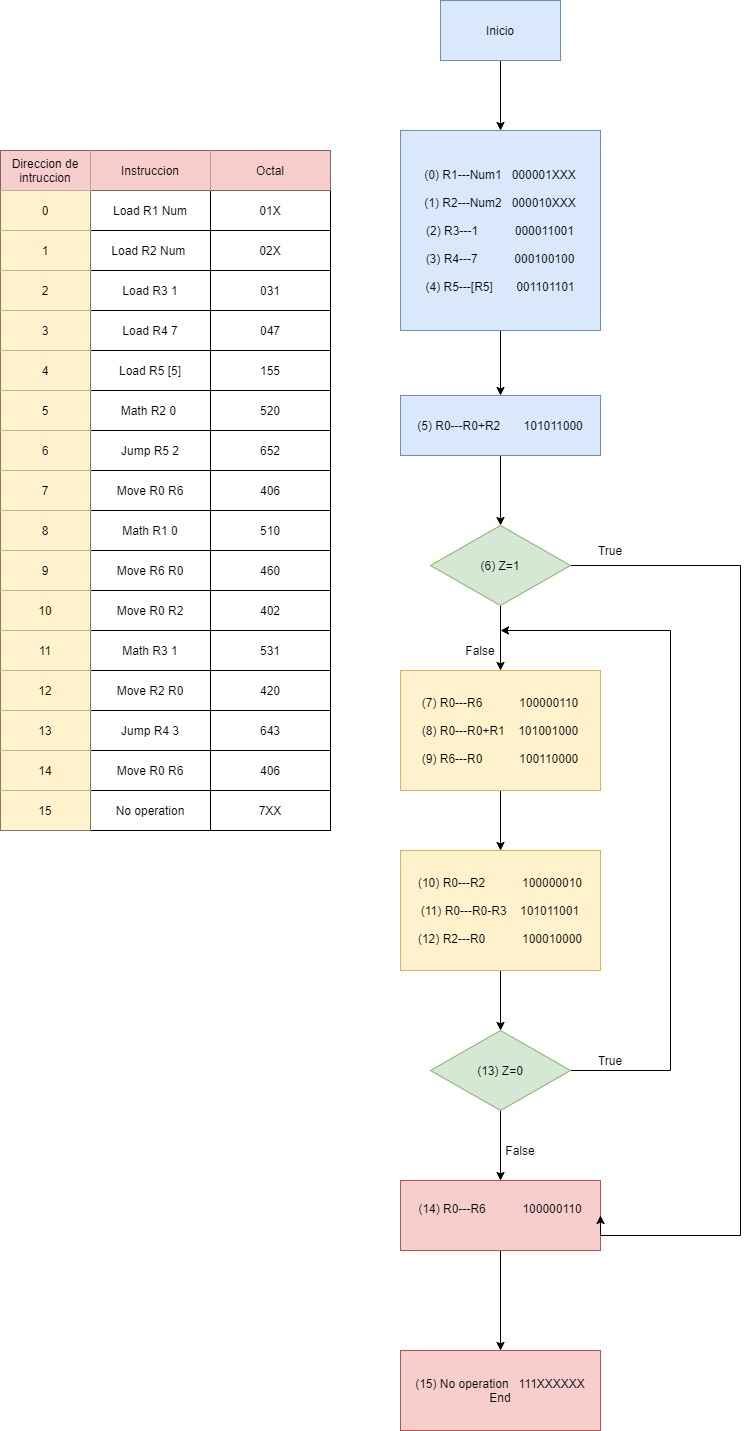 Inicio
Direccion de
intruccion
Instruccion
Octal
0 Load R1 Num 01X
1 Load R2 Num 02X
2 Load R3 1 031
3 Load R4 7 047
4 Load R5 [5] 155
5 Math R2 0 520
6 Jump R5 2 652
7 Move R0 R6 406
8 Math R1 0 510
9 Move R6 R0 460
10 Move R0 R2 402
11 Math R3 1 531
12 Move R2 R0 420
13 Jump R4 3 643
14 Move R0 R6 406
15 No operation 7XX
(0) R1---Num1 000001XXX
(1) R2---Num2 000010XXX
(2) R3---1 000011001
(3) R4---7 000100100
(4) R5---[R5] 001101101
(5) R0---R0+R2 101011000
(6) Z=1
True
False
(7) R0---R6 100000110
(8) R0---R0+R1 101001000
(9) R6---R0 100110000
(10) R0---R2 100000010
(11) R0---R0-R3 101011001
(12) R2---R0 100010000
(13) Z=0
True
False
(14) R0---R6 100000110
(15) No operation 111XXXXXX
End